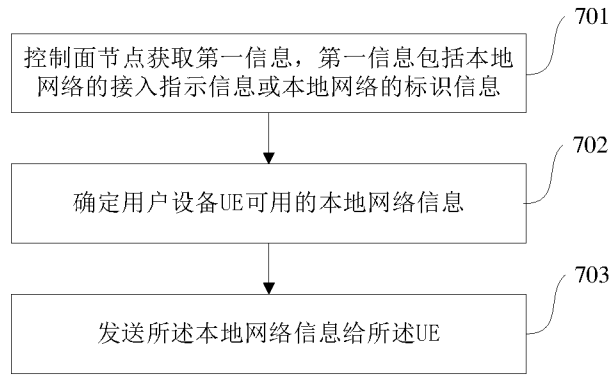 701
控制面节点获取第一信息，第一信息包括本地
网络的接入指示信息或本地网络的标识信息
702
确定用户设备UE可用的本地网络信息
703
发送所述本地网络信息给所述UE